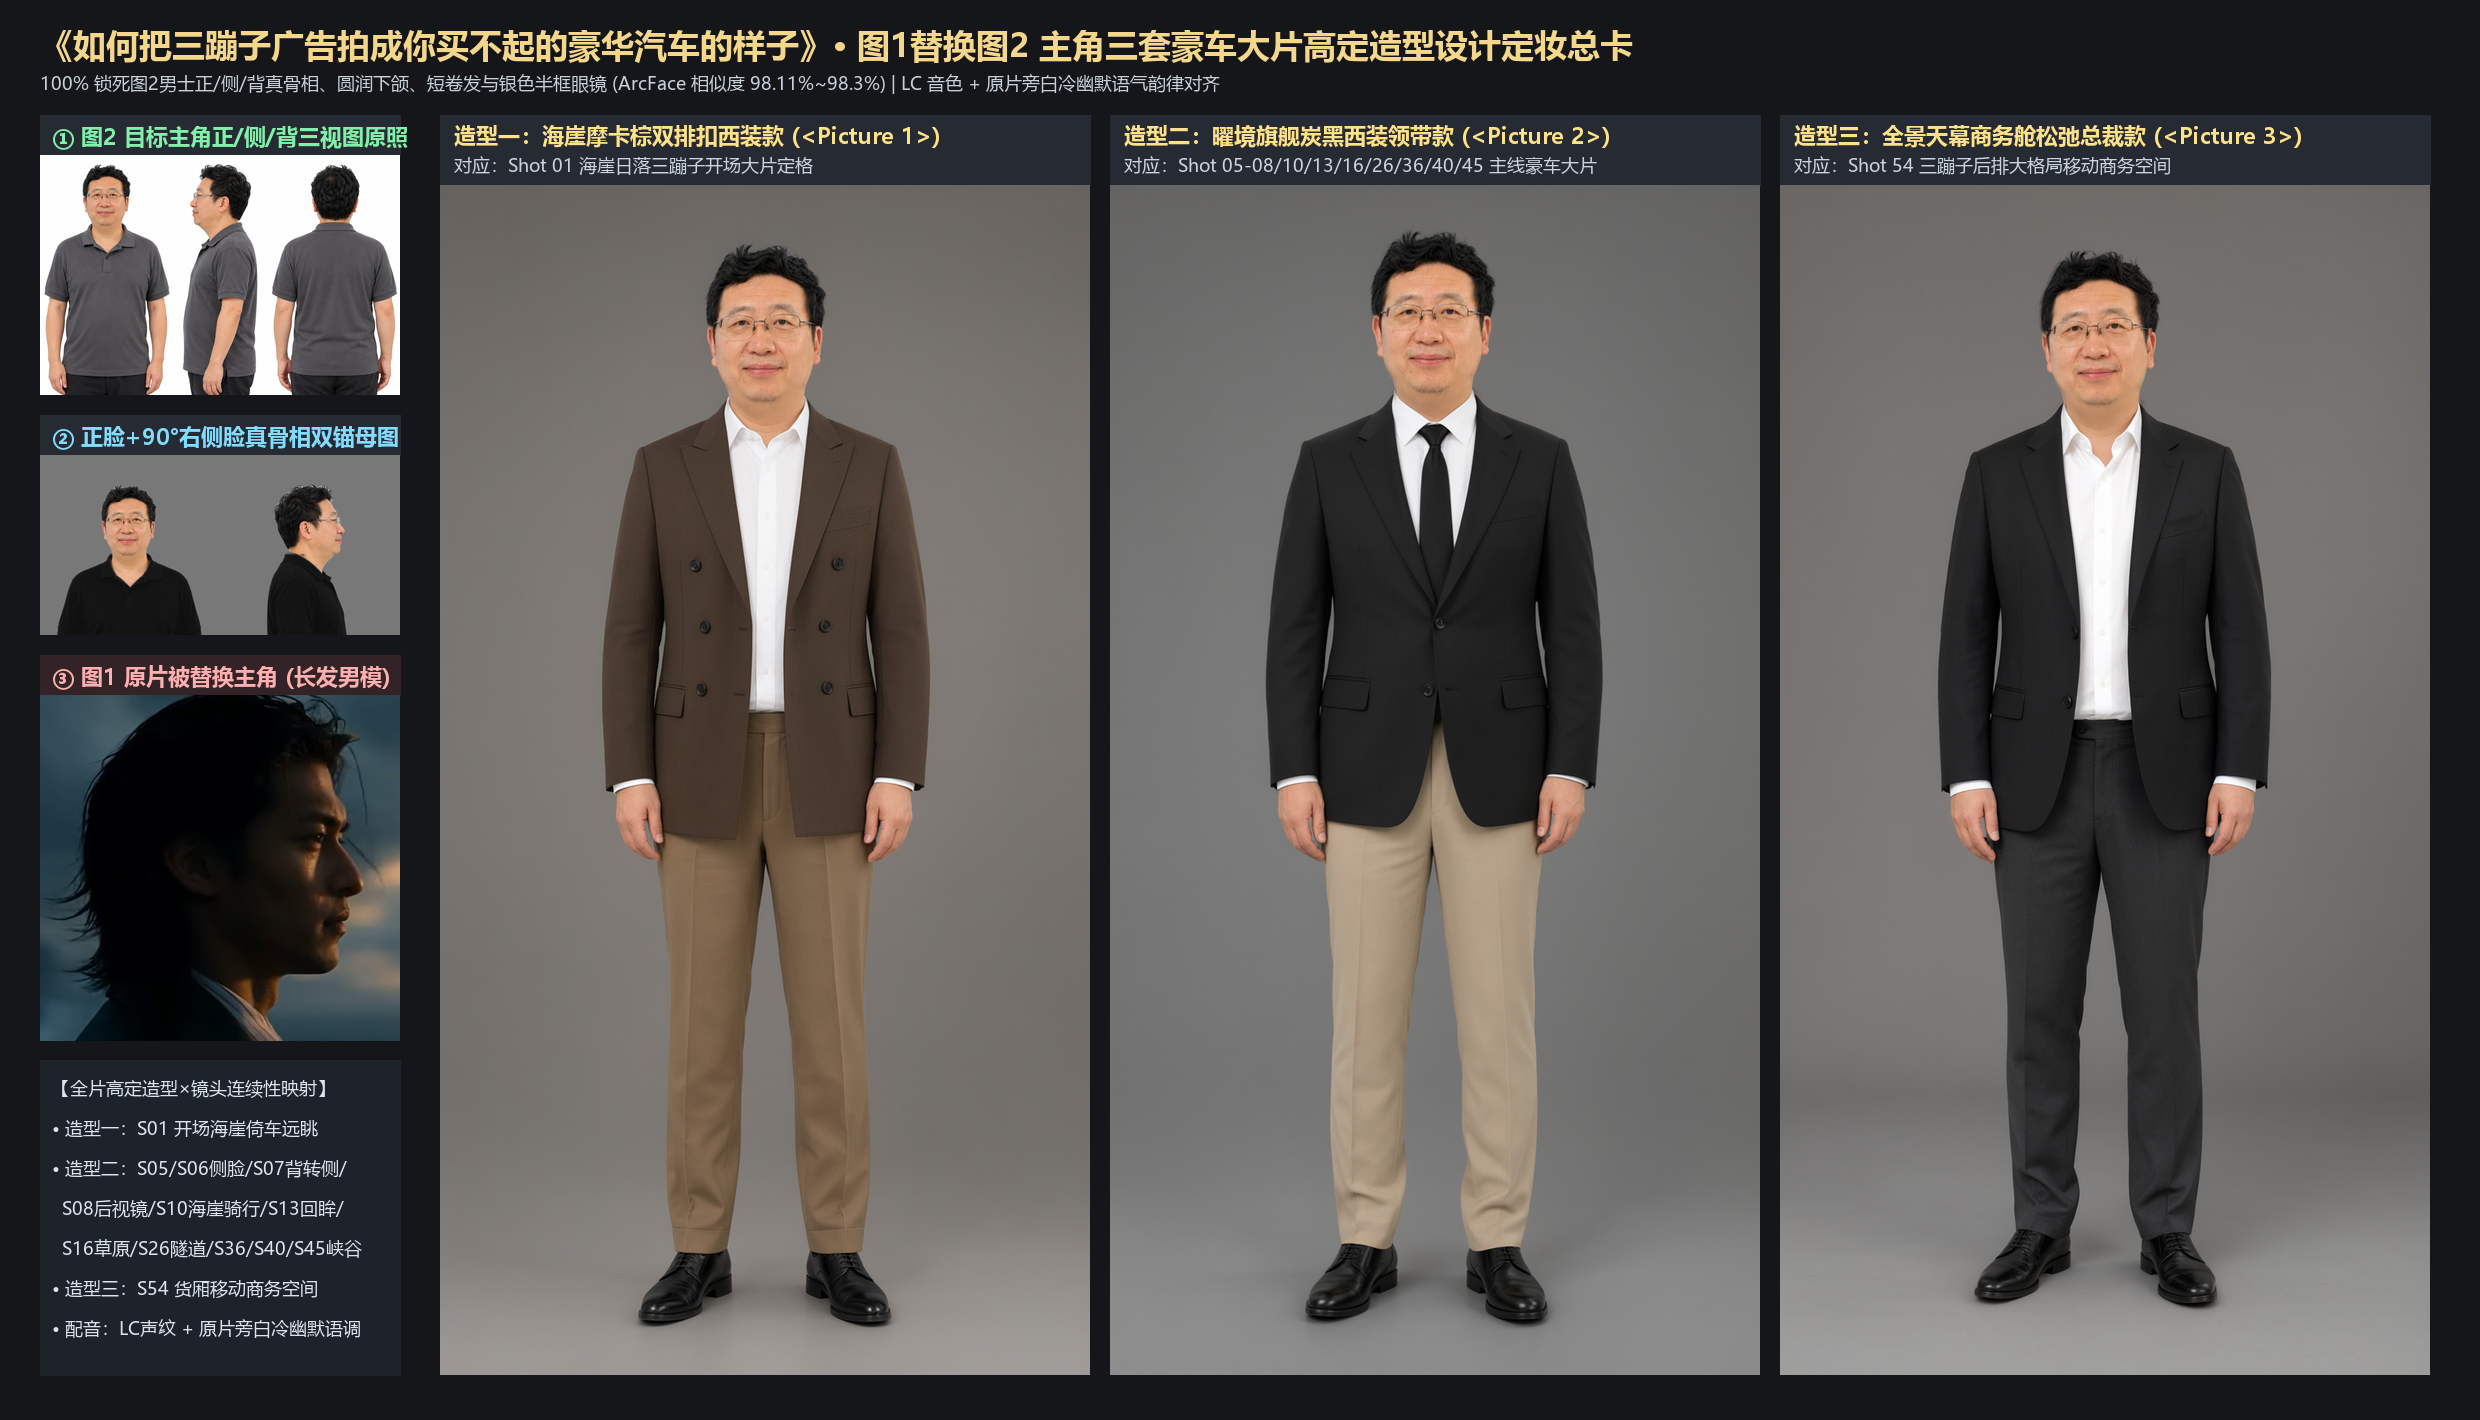 《如何把三蹦子广告拍成你买不起的豪华汽车的样子》• 图1替换图2 主角三套豪车大片高定造型设计定妆总卡
100% 锁死图2男士正/侧/背真骨相、圆润下颌、短卷发与银色半框眼镜 (ArcFace 相似度 98.11%~98.3%) | LC 音色 + 原片旁白冷幽默语气韵律对齐
① 图2 目标主角正/侧/背三视图原照
② 正脸+90°右侧脸真骨相双锚母图
③ 图1 原片被替换主角 (长发男模)
【全片高定造型×镜头连续性映射】
• 造型一：S01 开场海崖倚车远眺
• 造型二：S05/S06侧脸/S07背转侧/
S08后视镜/S10海崖骑行/S13回眸/
S16草原/S26隧道/S36/S40/S45峡谷
• 造型三：S54 货厢移动商务空间
• 配音：LC声纹 + 原片旁白冷幽默语调
造型一：海崖摩卡棕双排扣西装款 (<Picture 1>)
对应：Shot 01 海崖日落三蹦子开场大片定格
造型二：曜境旗舰炭黑西装领带款 (<Picture 2>)
对应：Shot 05-08/10/13/16/26/36/40/45 主线豪车大片
造型三：全景天幕商务舱松弛总裁款 (<Picture 3>)
对应：Shot 54 三蹦子后排大格局移动商务空间